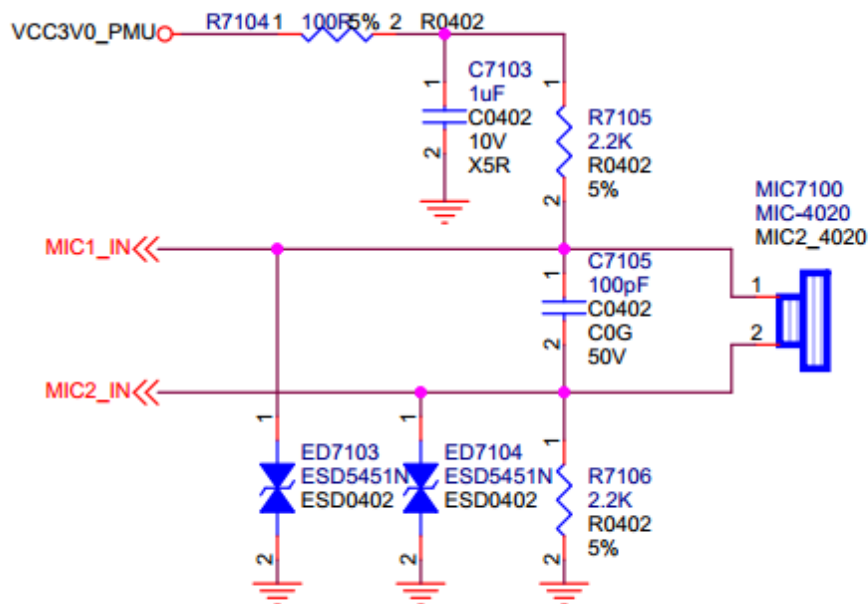 VCC3V0_PMU
R7104 1 100R 5% 2 R0402
1
C7103
1uF
C0402
10V
X5R
2
1
R7105
2.2K
R0402
5%
2
MIC7100
MIC-4020
MIC2_4020
1
2
MIC1_IN
1
C7105
100pF
C0402
C0G
50V
2
MIC2_IN
1
ED7103
ESD5451N
ESD0402
2
1
ED7104
ESD5451N
ESD0402
2
1
R7106
2.2K
R0402
5%
2